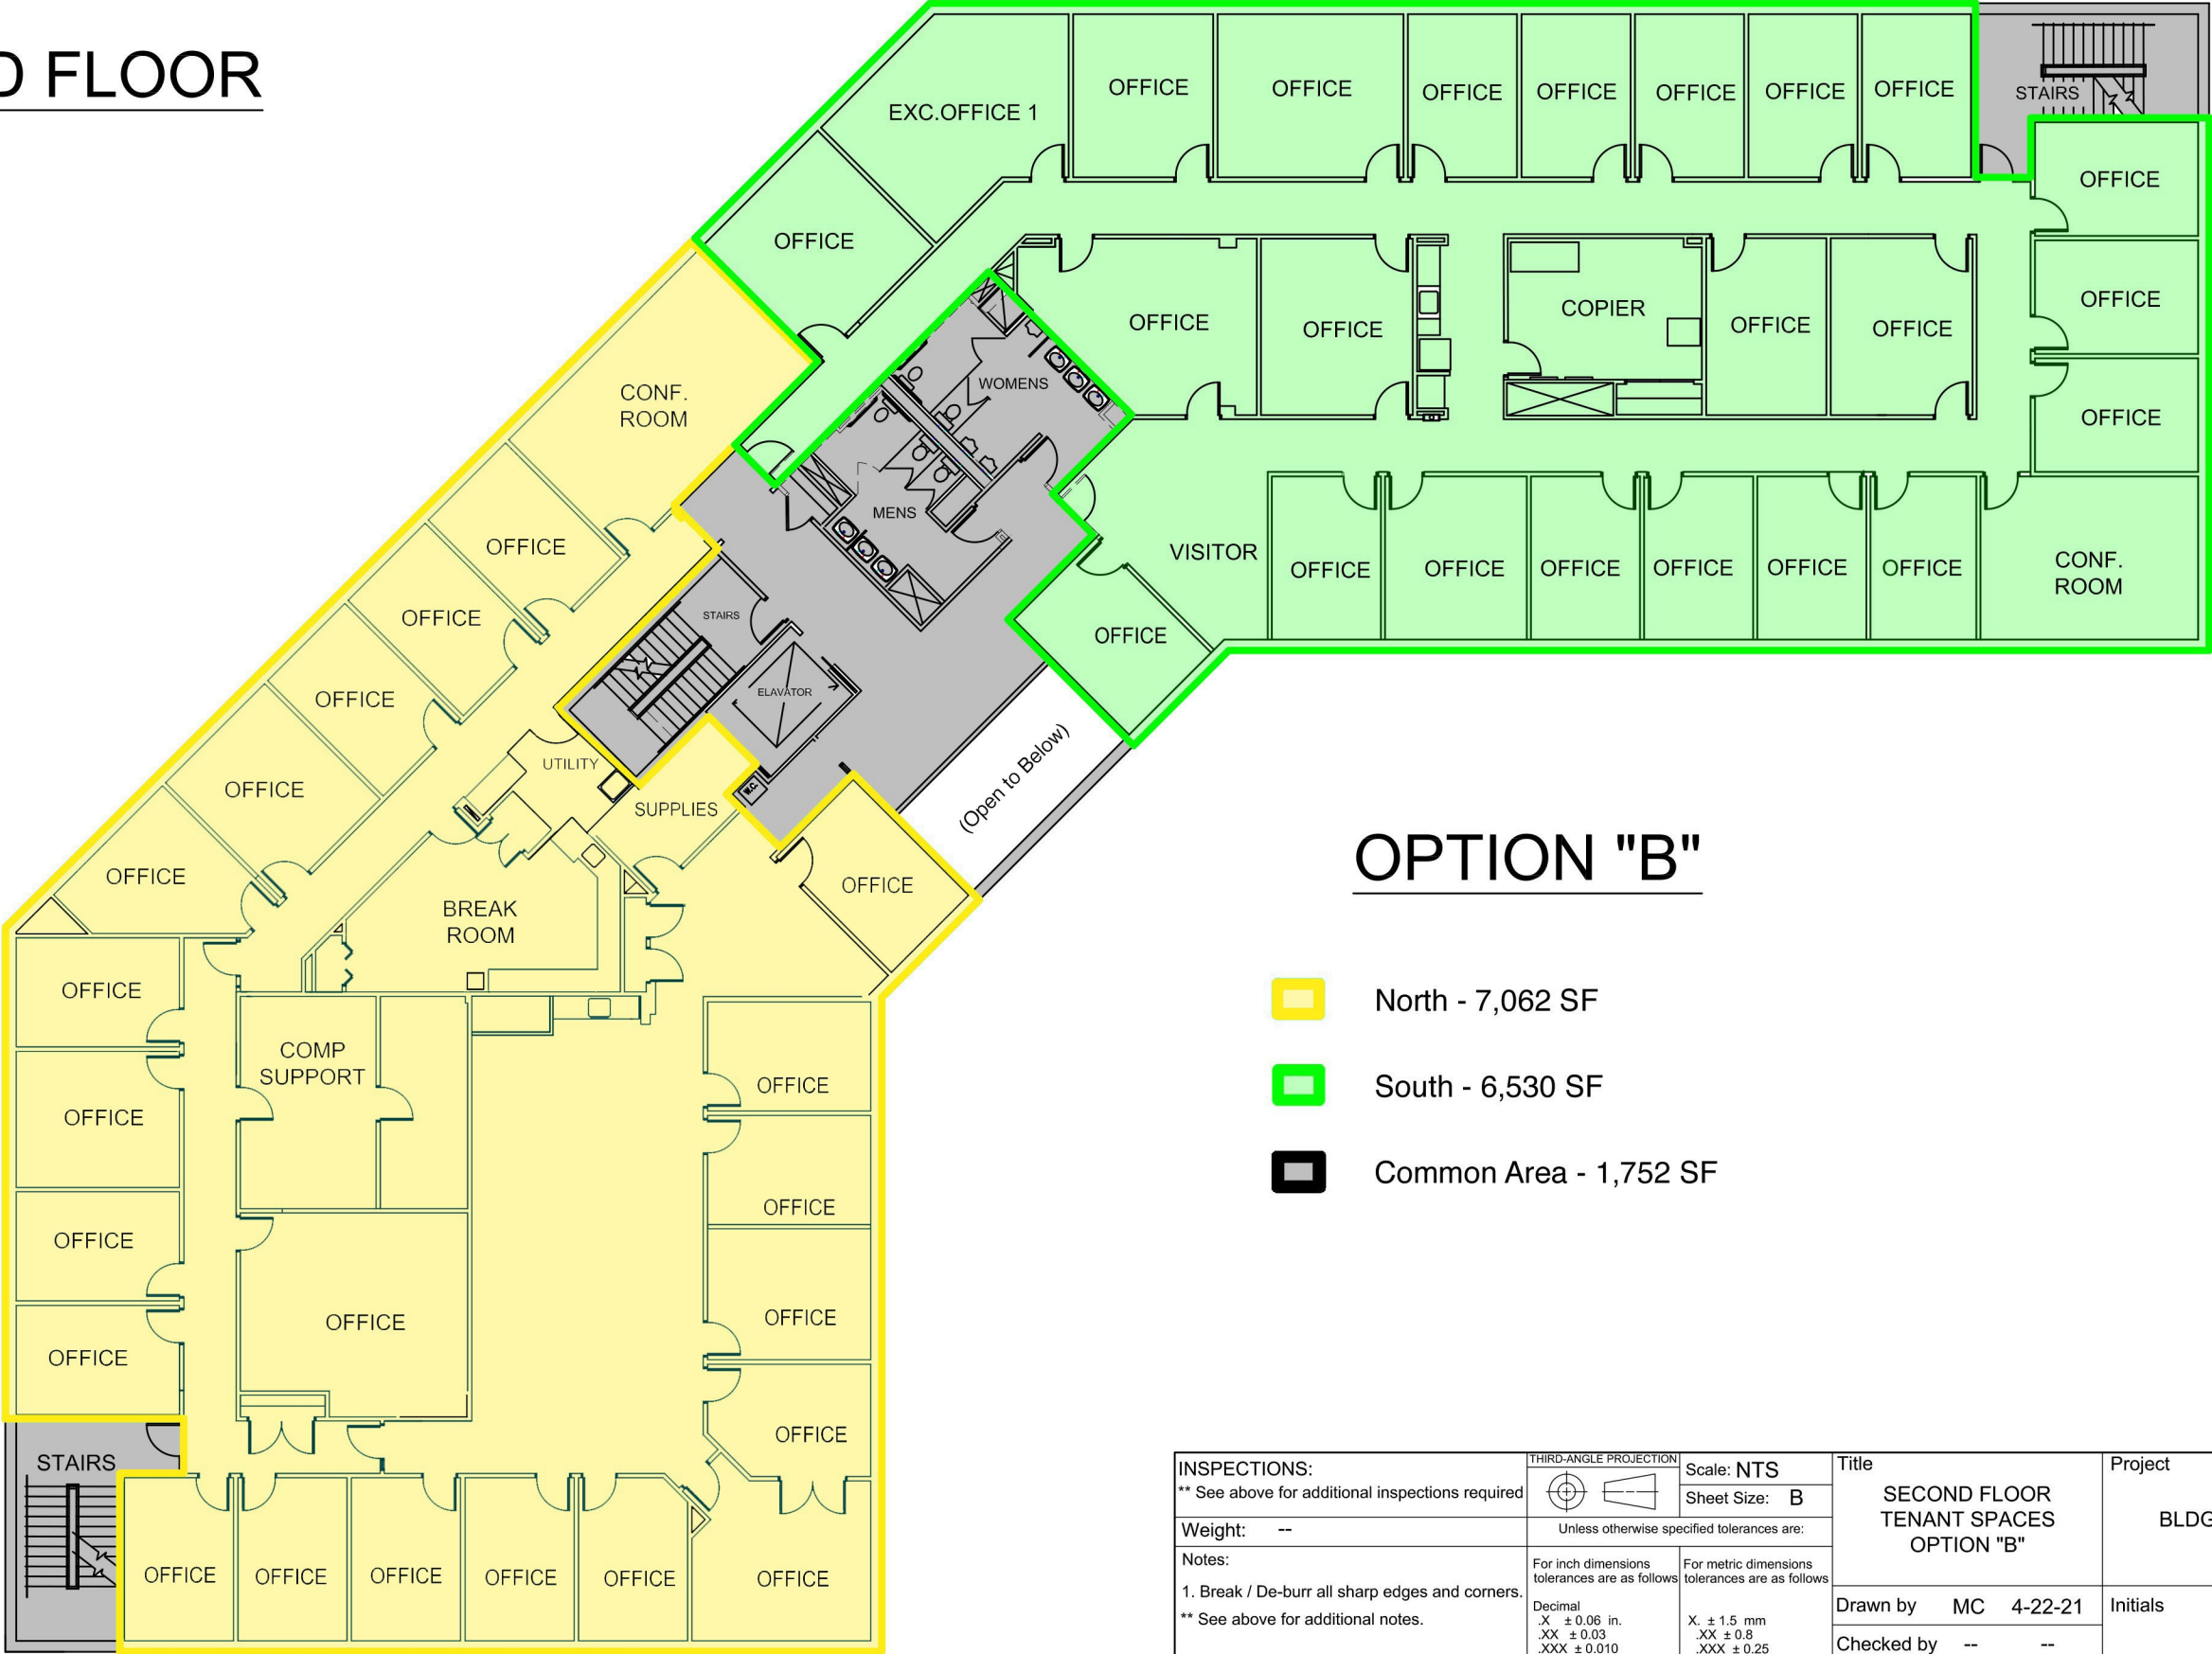 D FLOOR
EXC.OFFICE 1
OFFICE
OFFICE
OFFICE
OFFICE
OFFICE
OFFICE
OFFICE
STAIRS
OFFICE
OFFICE
OFFICE
OFFICE
OFFICE
OFFICE
COPIER
OFFICE
OFFICE
CONF.
ROOM
WOMENS
MENS
VISITOR
OFFICE
OFFICE
OFFICE
OFFICE
OFFICE
OFFICE
CONF.
ROOM
OFFICE
OFFICE
OFFICE
OFFICE
OFFICE
OFFICE
STAIRS
ELAVATOR
UTILITY
SUPPLIES
W.C.
(Open to Below)
OFFICE
BREAK
ROOM
OFFICE
OFFICE
OFFICE
OFFICE
COMP
SUPPORT
OFFICE
OFFICE
OFFICE
OFFICE
OFFICE
STAIRS
OFFICE
OFFICE
OFFICE
OFFICE
OFFICE
OFFICE
OPTION "B"
North - 7,062 SF
South - 6,530 SF
Common Area - 1,752 SF
INSPECTIONS:
** See above for additional inspections required
Weight: --
Notes:
1. Break / De-burr all sharp edges and corners.
** See above for additional notes.
THIRD-ANGLE PROJECTION
Scale: NTS
Sheet Size: B
Unless otherwise specified tolerances are:
For inch dimensions
tolerances are as follows
Decimal
.X ± 0.06 in.
.XX ± 0.03
.XXX ± 0.010
For metric dimensions
tolerances are as follows
X. ± 1.5 mm
.XX ± 0.8
.XXX ± 0.25
Title
SECOND FLOOR
TENANT SPACES
OPTION "B"
Drawn by MC 4-22-21
Checked by -- --
Project
BLDG
Initials